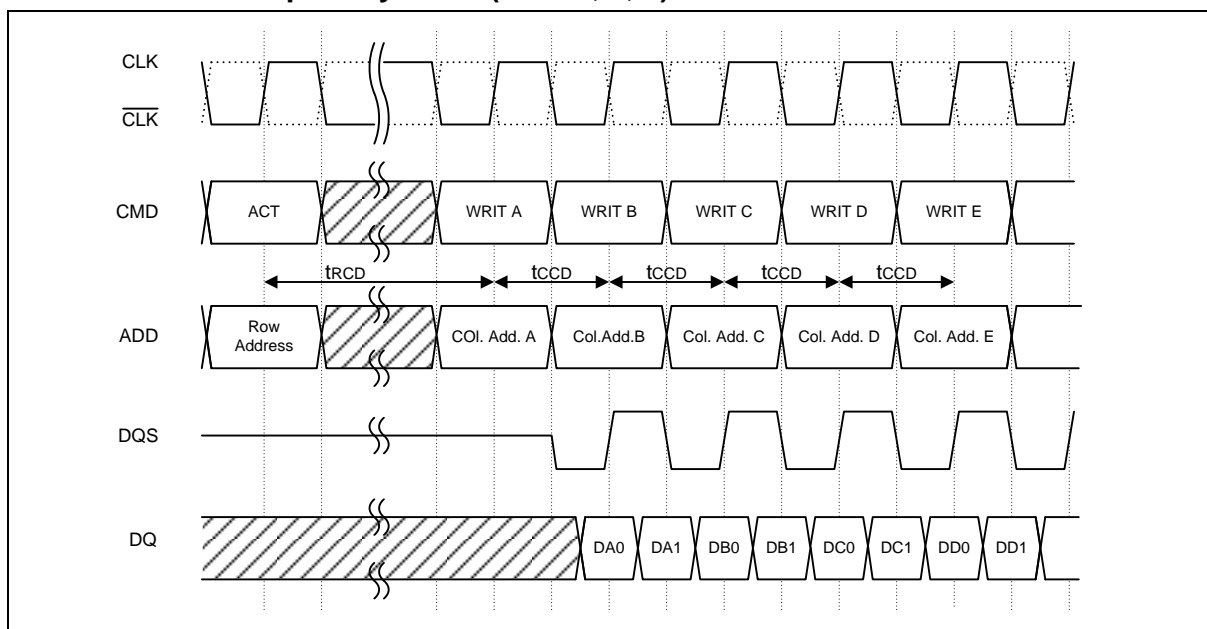 CLK
CLK
CMD
ACT
WRIT A
WRIT B
WRIT C
WRIT D
WRIT E
tRCD
tCCD
tCCD
tCCD
tCCD
ADD
Row
Address
COl. Add. A
Col.Add.B
Col. Add. C
Col. Add. D
Col. Add. E
DQS
DQ
DA0
DA1
DB0
DB1
DC0
DC1
DD0
DD1